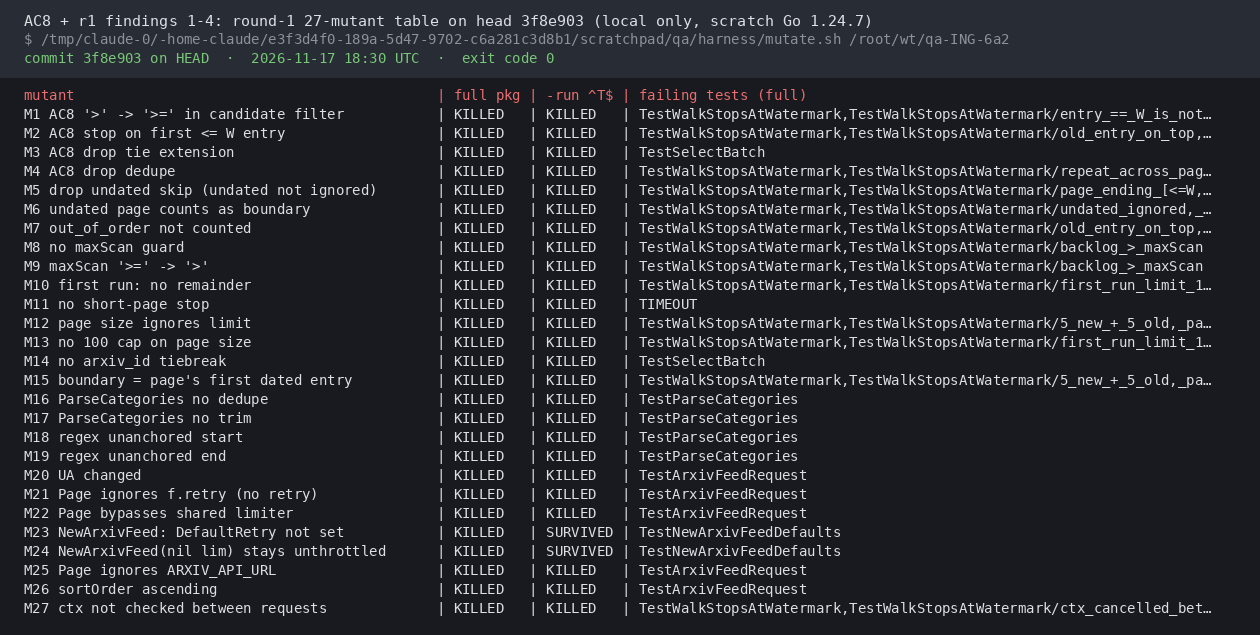 AC8 + r1 findings 1-4: round-1 27-mutant table on head 3f8e903 (local only, scratch Go 1.24.7)
$ /tmp/claude-0/-home-claude/e3f3d4f0-189a-5d47-9702-c6a281c3d8b1/scratchpad/qa/harness/mutate.sh /root/wt/qa-ING-6a2
commit 3f8e903 on HEAD · 2026-11-17 18:30 UTC · exit code 0
mutant | full pkg | -run ^T$ | failing tests (full)
M1 AC8 '>' -> '>=' in candidate filter | KILLED | KILLED | TestWalkStopsAtWatermark,TestWalkStopsAtWatermark/entry_==_W_is_not…
M2 AC8 stop on first <= W entry | KILLED | KILLED | TestWalkStopsAtWatermark,TestWalkStopsAtWatermark/old_entry_on_top,…
M3 AC8 drop tie extension | KILLED | KILLED | TestSelectBatch
M4 AC8 drop dedupe | KILLED | KILLED | TestWalkStopsAtWatermark,TestWalkStopsAtWatermark/repeat_across_pag…
M5 drop undated skip (undated not ignored) | KILLED | KILLED | TestWalkStopsAtWatermark,TestWalkStopsAtWatermark/page_ending_[<=W,…
M6 undated page counts as boundary | KILLED | KILLED | TestWalkStopsAtWatermark,TestWalkStopsAtWatermark/undated_ignored,_…
M7 out_of_order not counted | KILLED | KILLED | TestWalkStopsAtWatermark,TestWalkStopsAtWatermark/old_entry_on_top,…
M8 no maxScan guard | KILLED | KILLED | TestWalkStopsAtWatermark,TestWalkStopsAtWatermark/backlog_>_maxScan
M9 maxScan '>=' -> '>' | KILLED | KILLED | TestWalkStopsAtWatermark,TestWalkStopsAtWatermark/backlog_>_maxScan
M10 first run: no remainder | KILLED | KILLED | TestWalkStopsAtWatermark,TestWalkStopsAtWatermark/first_run_limit_1…
M11 no short-page stop | KILLED | KILLED | TIMEOUT
M12 page size ignores limit | KILLED | KILLED | TestWalkStopsAtWatermark,TestWalkStopsAtWatermark/5_new_+_5_old,_pa…
M13 no 100 cap on page size | KILLED | KILLED | TestWalkStopsAtWatermark,TestWalkStopsAtWatermark/first_run_limit_1…
M14 no arxiv_id tiebreak | KILLED | KILLED | TestSelectBatch
M15 boundary = page's first dated entry | KILLED | KILLED | TestWalkStopsAtWatermark,TestWalkStopsAtWatermark/5_new_+_5_old,_pa…
M16 ParseCategories no dedupe | KILLED | KILLED | TestParseCategories
M17 ParseCategories no trim | KILLED | KILLED | TestParseCategories
M18 regex unanchored start | KILLED | KILLED | TestParseCategories
M19 regex unanchored end | KILLED | KILLED | TestParseCategories
M20 UA changed | KILLED | KILLED | TestArxivFeedRequest
M21 Page ignores f.retry (no retry) | KILLED | KILLED | TestArxivFeedRequest
M22 Page bypasses shared limiter | KILLED | KILLED | TestArxivFeedRequest
M23 NewArxivFeed: DefaultRetry not set | KILLED | SURVIVED | TestNewArxivFeedDefaults
M24 NewArxivFeed(nil lim) stays unthrottled | KILLED | SURVIVED | TestNewArxivFeedDefaults
M25 Page ignores ARXIV_API_URL | KILLED | KILLED | TestArxivFeedRequest
M26 sortOrder ascending | KILLED | KILLED | TestArxivFeedRequest
M27 ctx not checked between requests | KILLED | KILLED | TestWalkStopsAtWatermark,TestWalkStopsAtWatermark/ctx_cancelled_bet…